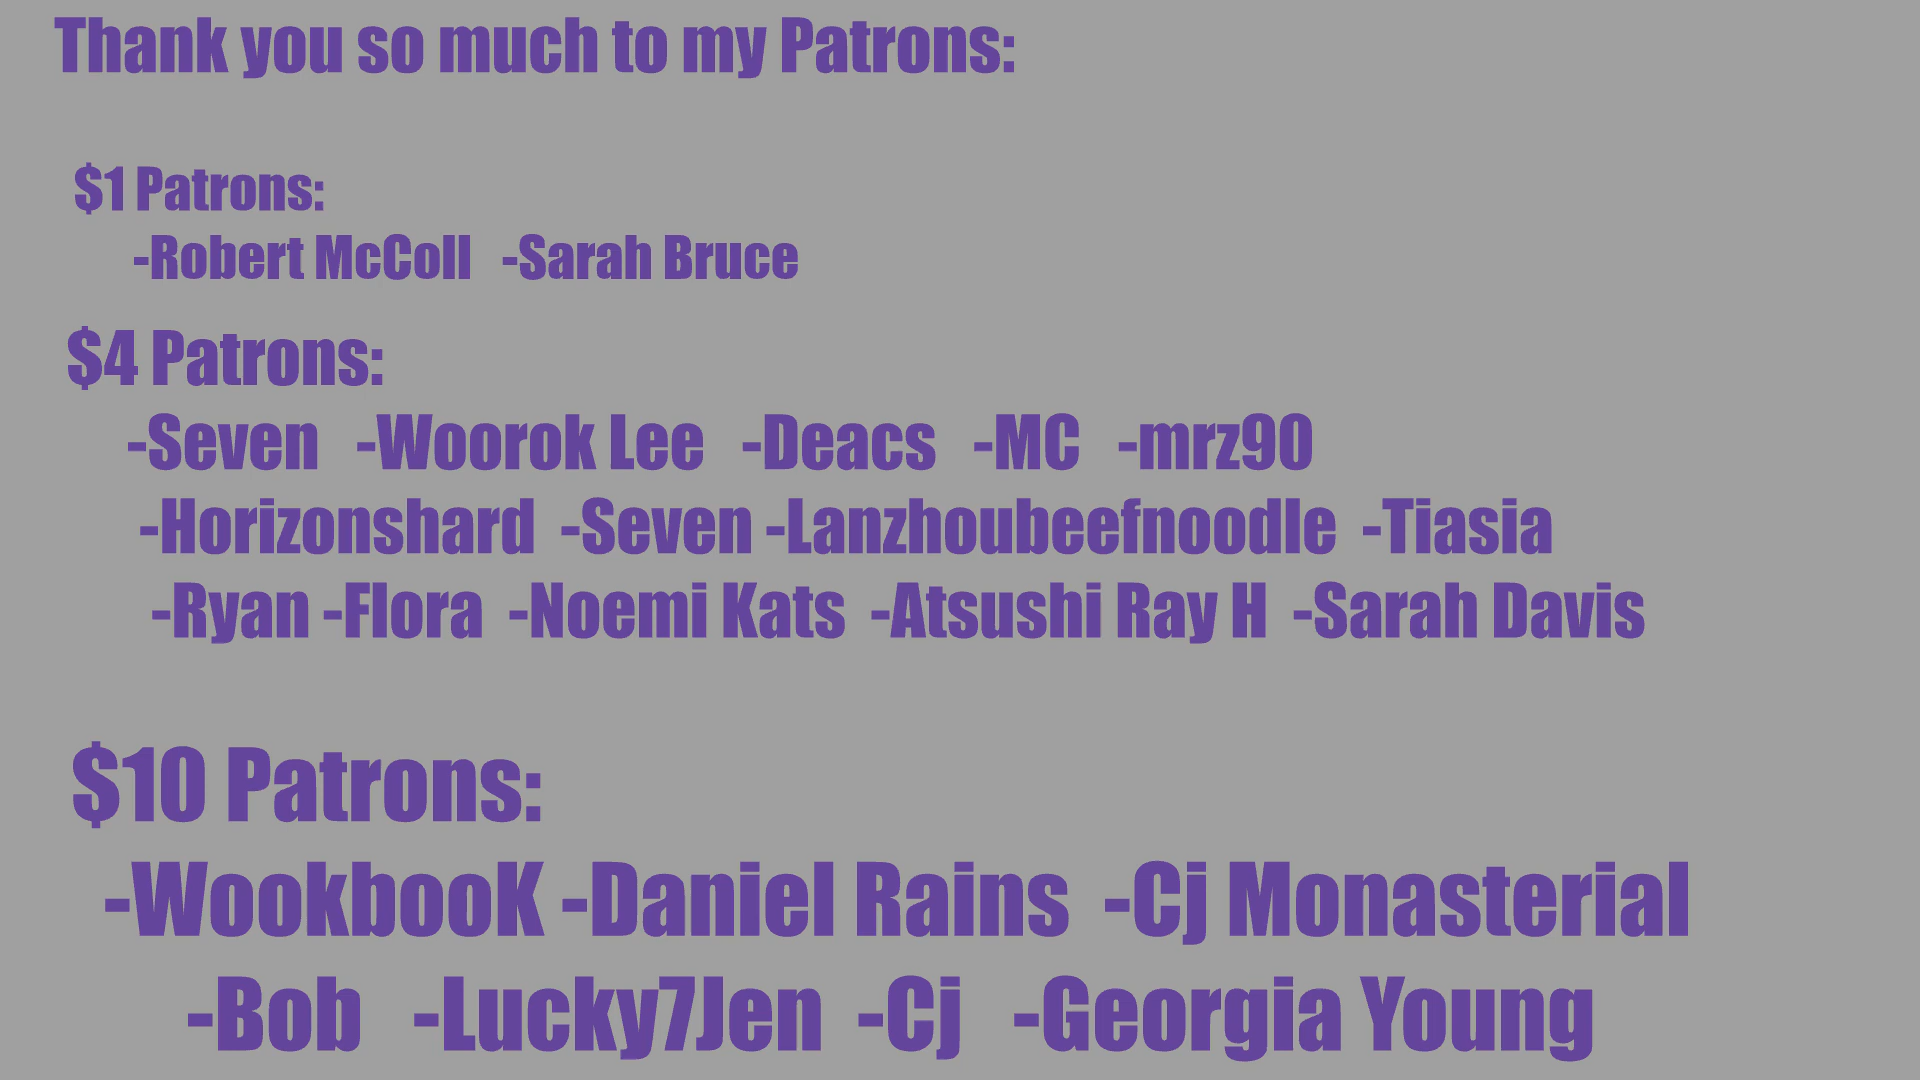 Thank you so much to my Patrons:
$1 Patrons:
-Robert McColl -Sarah Bruce
$4 Patrons:
-Seven -Woorok Lee -Deacs -MC -mrz90
-Horizonshard -Seven -Lanzhoubeefnoodle -Tiasia
-Ryan -Flora -Noemi Kats -Atsushi Ray H -Sarah Davis
$10 Patrons:
-WookbooK -Daniel Rains -Cj Monasterial
-Bob -Lucky7Jen -Cj -Georgia Young